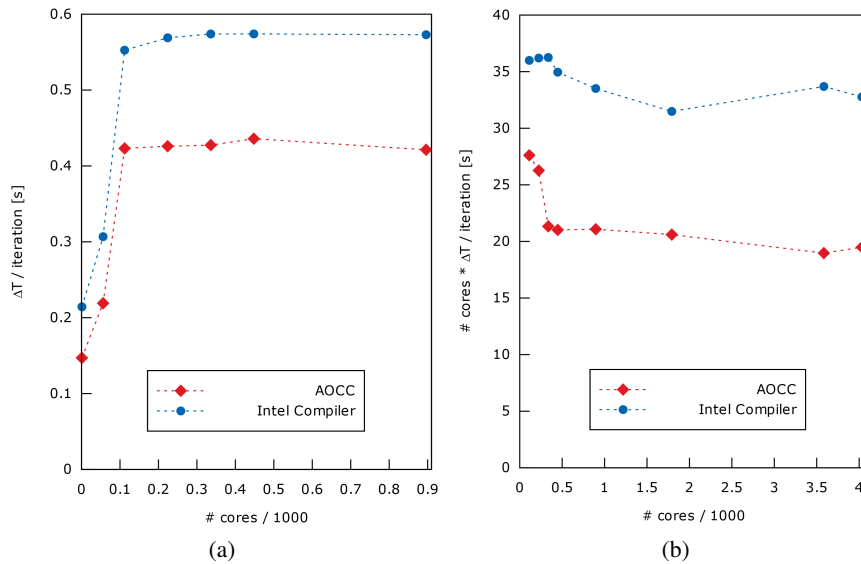 0.6
0.5
0.4
0.3
0.2
0.1
0
ΔT / iteration [s]
AOCC
Intel Compiler
0 0.1 0.2 0.3 0.4 0.5 0.6 0.7 0.8 0.9
# cores / 1000
(a)
40
35
30
25
20
15
10
5
0
# cores * ΔT / iteration [s]
AOCC
Intel Compiler
0 0.5 1 1.5 2 2.5 3 3.5 4
# cores / 1000
(b)